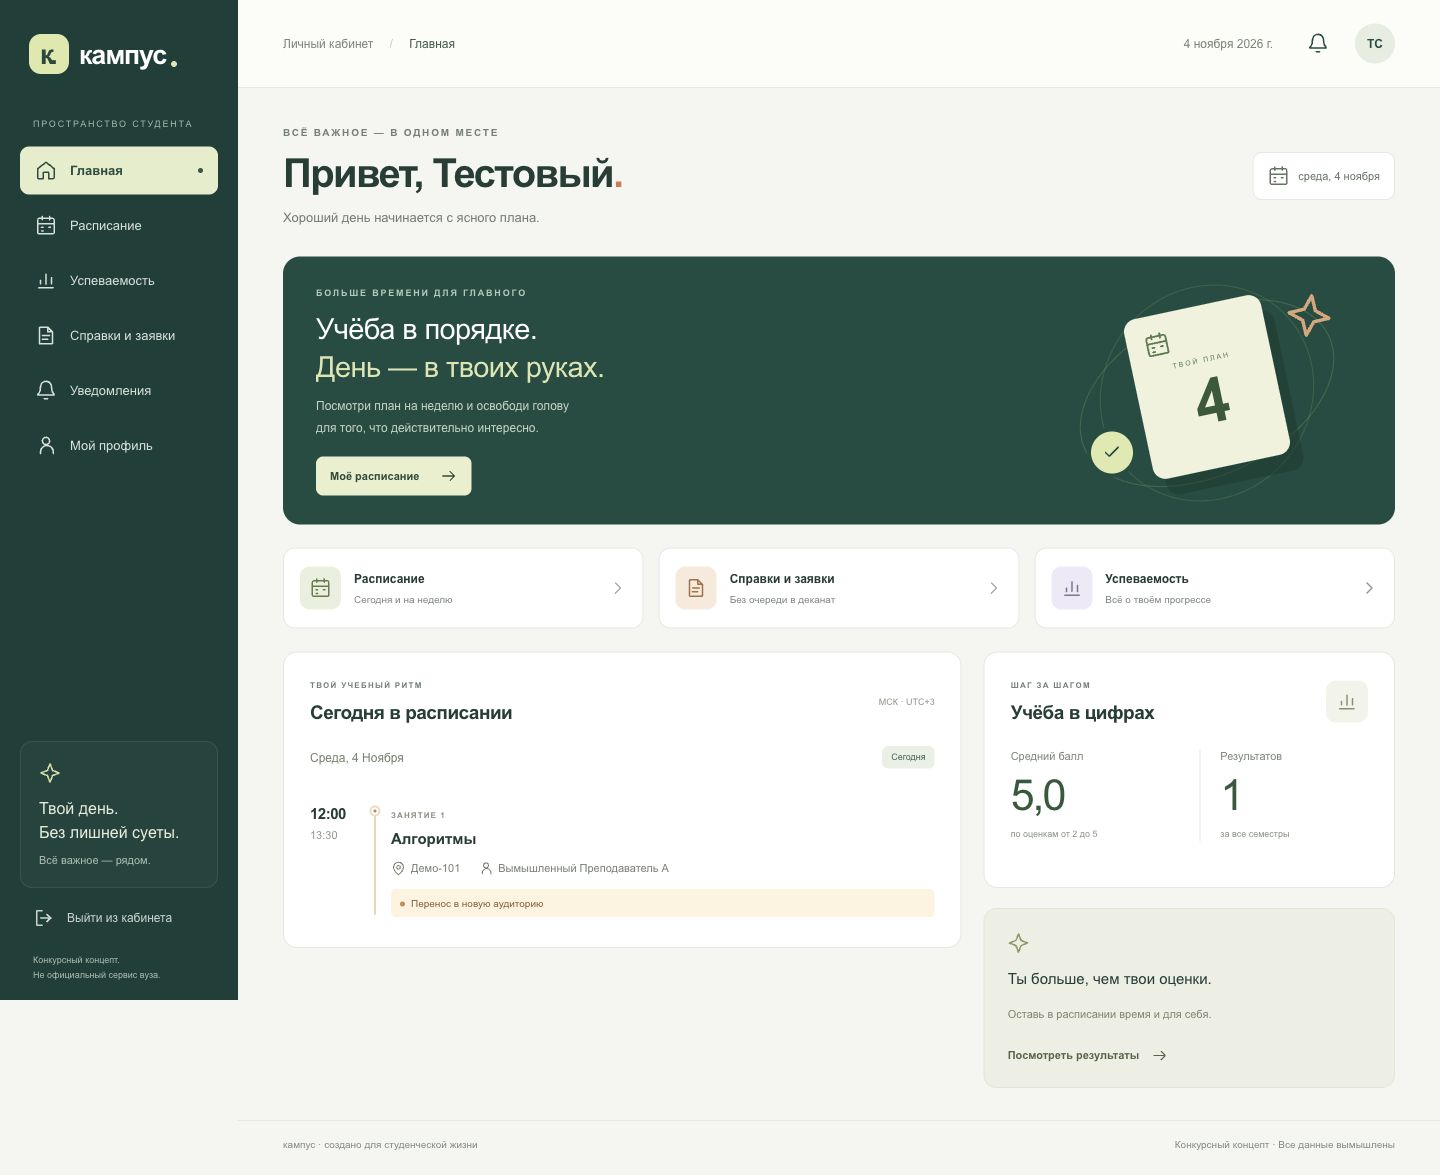 к кампус.
ПРОСТРАНСТВО СТУДЕНТА
Главная
Расписание
Успеваемость
Справки и заявки
Уведомления
Мой профиль
Твой день.
Без лишней суеты.
Всё важное — рядом.
Выйти из кабинета
Конкурсный концепт.
Не официальный сервис вуза.
Личный кабинет / Главная
4 ноября 2026 г.
ТС
ВСЁ ВАЖНОЕ — В ОДНОМ МЕСТЕ
Привет, Тестовый.
Хороший день начинается с ясного плана.
среда, 4 ноября
БОЛЬШЕ ВРЕМЕНИ ДЛЯ ГЛАВНОГО
Учёба в порядке.
День — в твоих руках.
Посмотри план на неделю и освободи голову
для того, что действительно интересно.
Моё расписание
ТВОЙ ПЛАН
4
Расписание
Сегодня и на неделю
Справки и заявки
Без очереди в деканат
Успеваемость
Всё о твоём прогрессе
ТВОЙ УЧЕБНЫЙ РИТМ
Сегодня в расписании
МСК · UTC+3
Среда, 4 Ноября
Сегодня
12:00
13:30
ЗАНЯТИЕ 1
Алгоритмы
Демо-101
Вымышленный Преподаватель А
Перенос в новую аудиторию
ШАГ ЗА ШАГОМ
Учёба в цифрах
Средний балл
5,0
по оценкам от 2 до 5
Результатов
1
за все семестры
Ты больше, чем твои оценки.
Оставь в расписании время и для себя.
Посмотреть результаты
кампус · создано для студенческой жизни
Конкурсный концепт · Все данные вымышлены